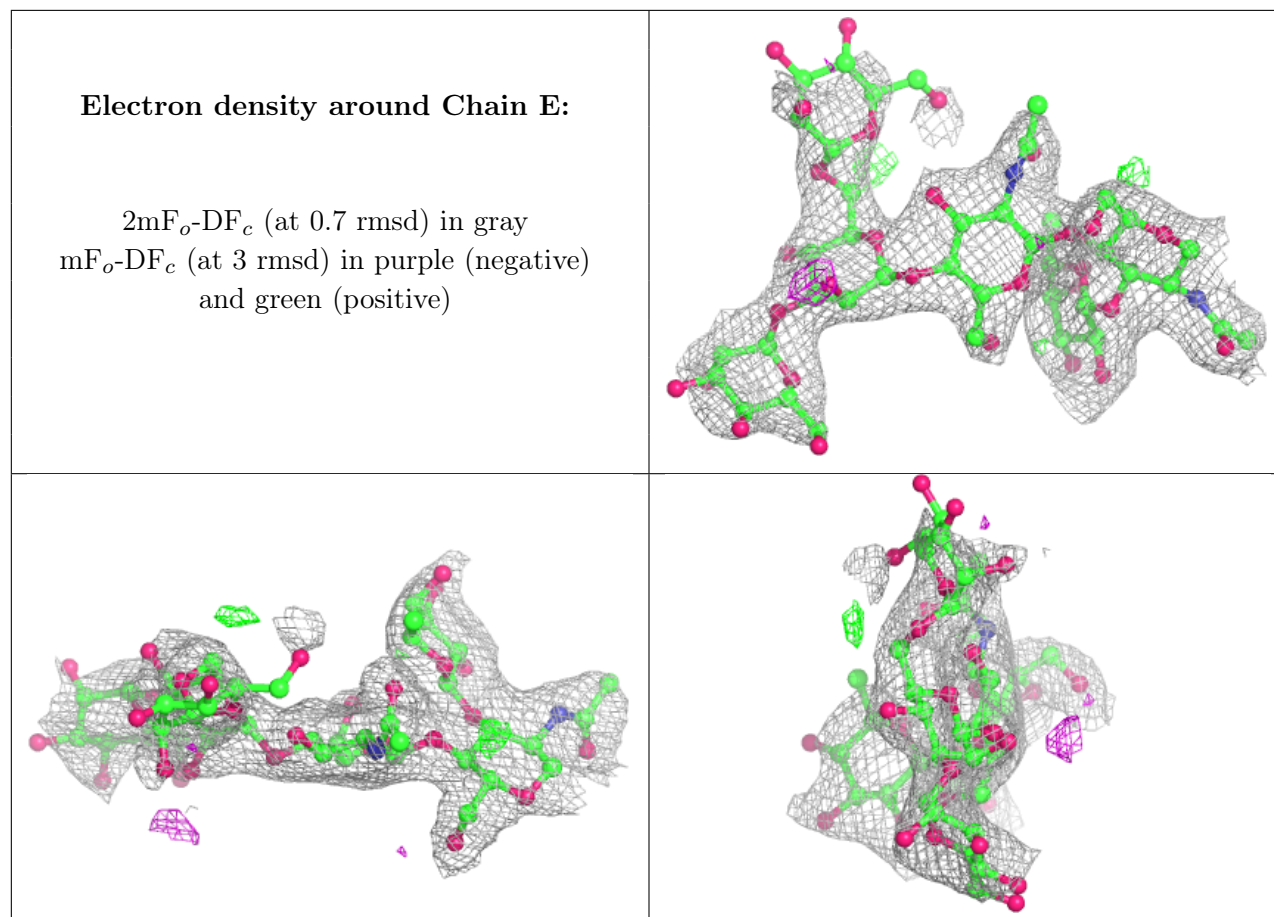 Electron density around Chain E:
2mFo-DFc (at 0.7 rmsd) in gray
mFo-DFc (at 3 rmsd) in purple (negative)
and green (positive)